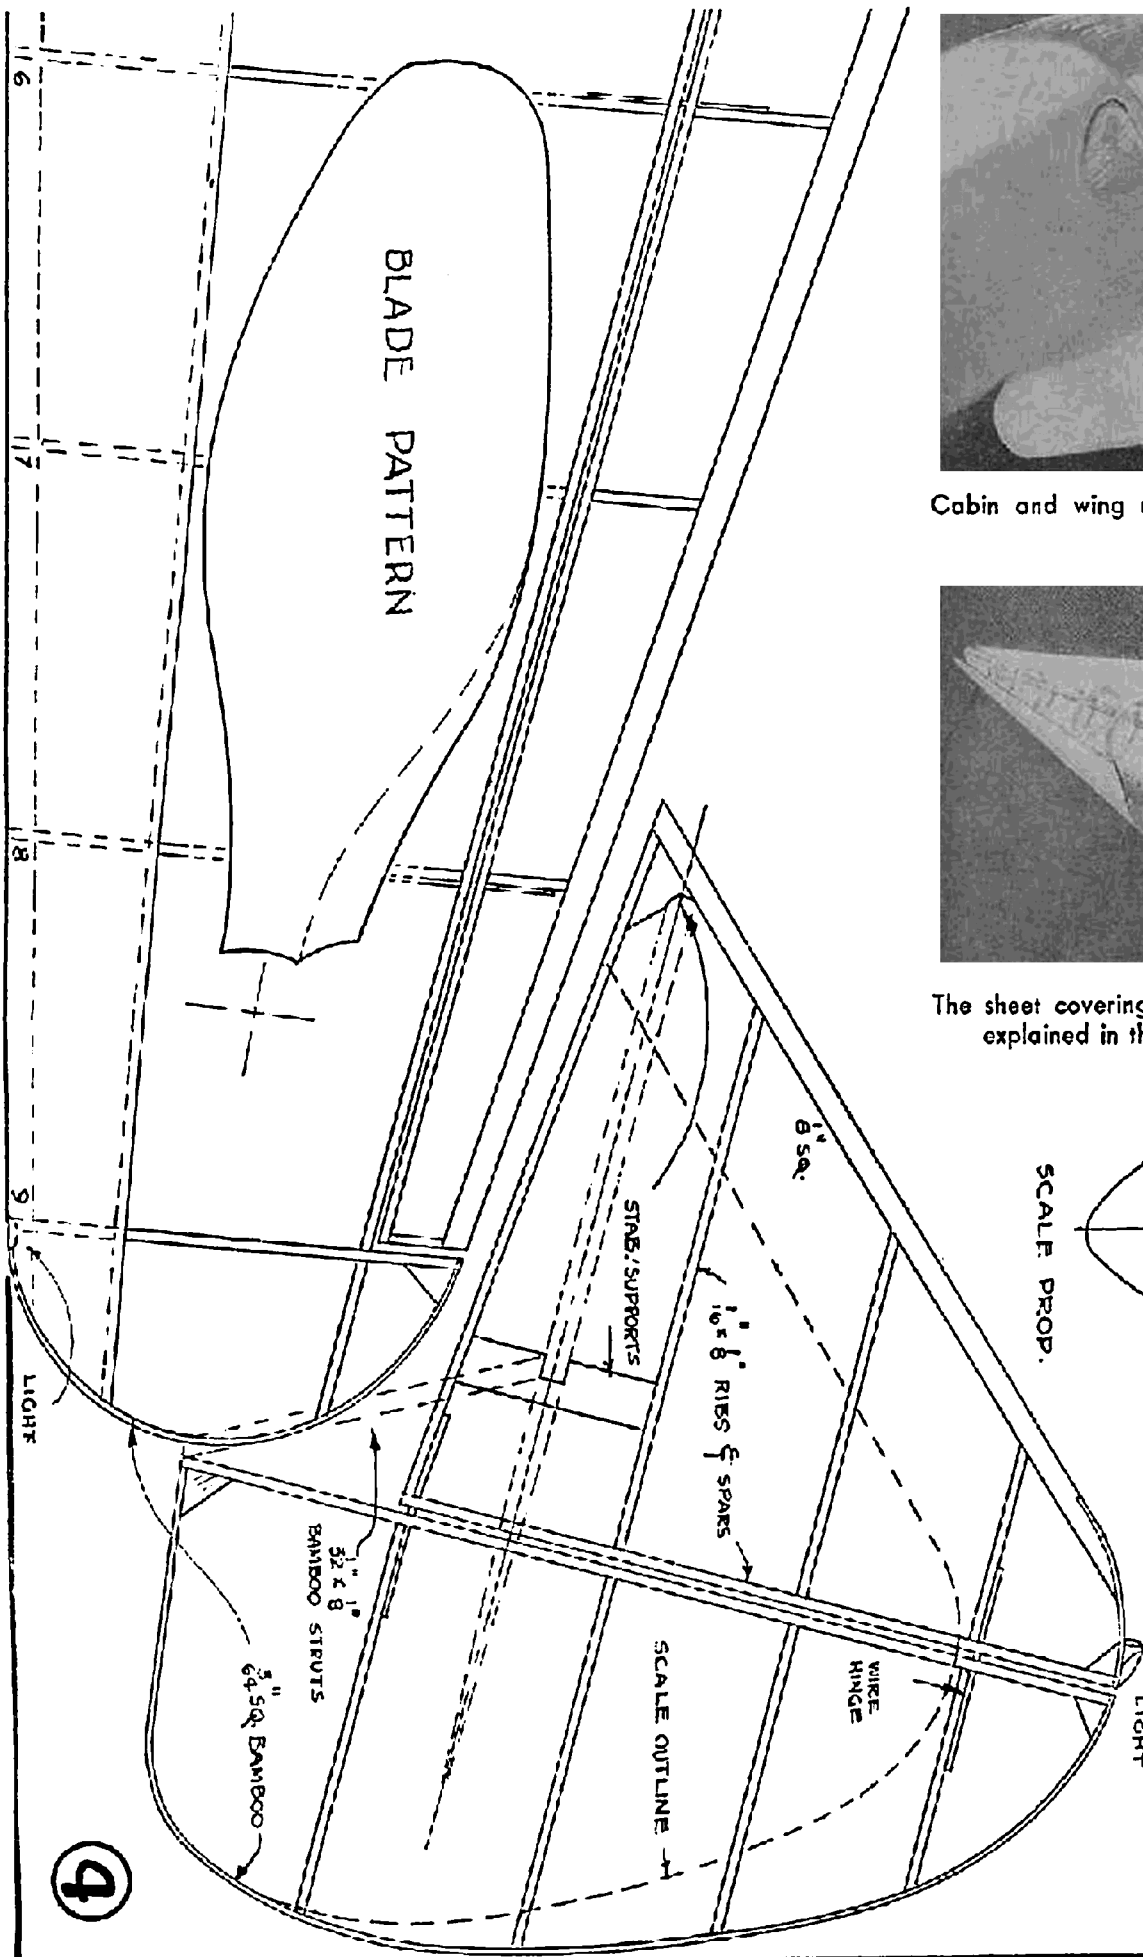 Cabin and wing
The sheet covering
explained in th
SCALE PROP.
BLADE PATTERN
6
7
8
9
1/8" SQ.
STAB. SUPPORTS
1/16" x 1/8" RIBS & SPARS
WIRE
HINGE
LIGHT
SCALE OUTLINE
1/32" x 1/8"
BAMBOO STRUTS
LIGHT
SQ. BAMBOO
4